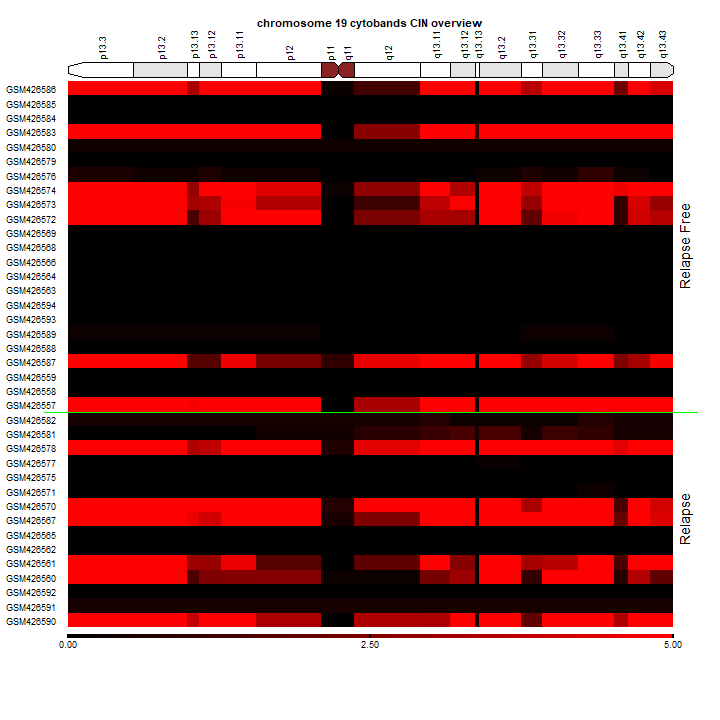 chromosome 19 cytobands CIN overview
p13.3
p13.2
p13.13
p13.12
p13.11
p12
p11
q11
q12
q13.11
q13.12
q13.13
q13.2
q13.31
q13.32
q13.33
q13.41
q13.42
q13.43
GSM426586
GSM426585
GSM426584
GSM426583
GSM426580
GSM426579
GSM426576
GSM426574
GSM426573
GSM426572
GSM426569
GSM426568
GSM426566
GSM426564
GSM426563
GSM426594
GSM426593
GSM426589
GSM426588
GSM426587
GSM426559
GSM426558
GSM426557
Relapse Free
GSM426582
GSM426581
GSM426578
GSM426577
GSM426575
GSM426571
GSM426570
GSM426567
GSM426565
GSM426562
GSM426561
GSM426560
GSM426592
GSM426591
GSM426590
Relapse
0.00
2.50
5.00